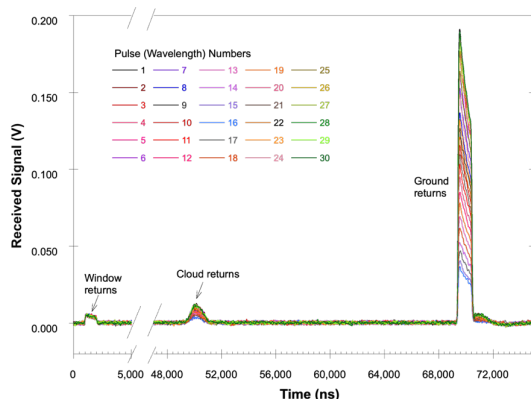 0.200
0.150
0.100
0.050
0.000
Received Signal (V)
Pulse (Wavelength) Numbers
1 7 13 19 25
2 8 14 20 26
3 9 15 21 27
4 10 16 22 28
5 11 17 23 29
6 12 18 24 30
Ground
returns
Window
returns
Cloud returns
0 5,000 48,000 52,000 56,000 60,000 64,000 68,000 72,000
Time (ns)